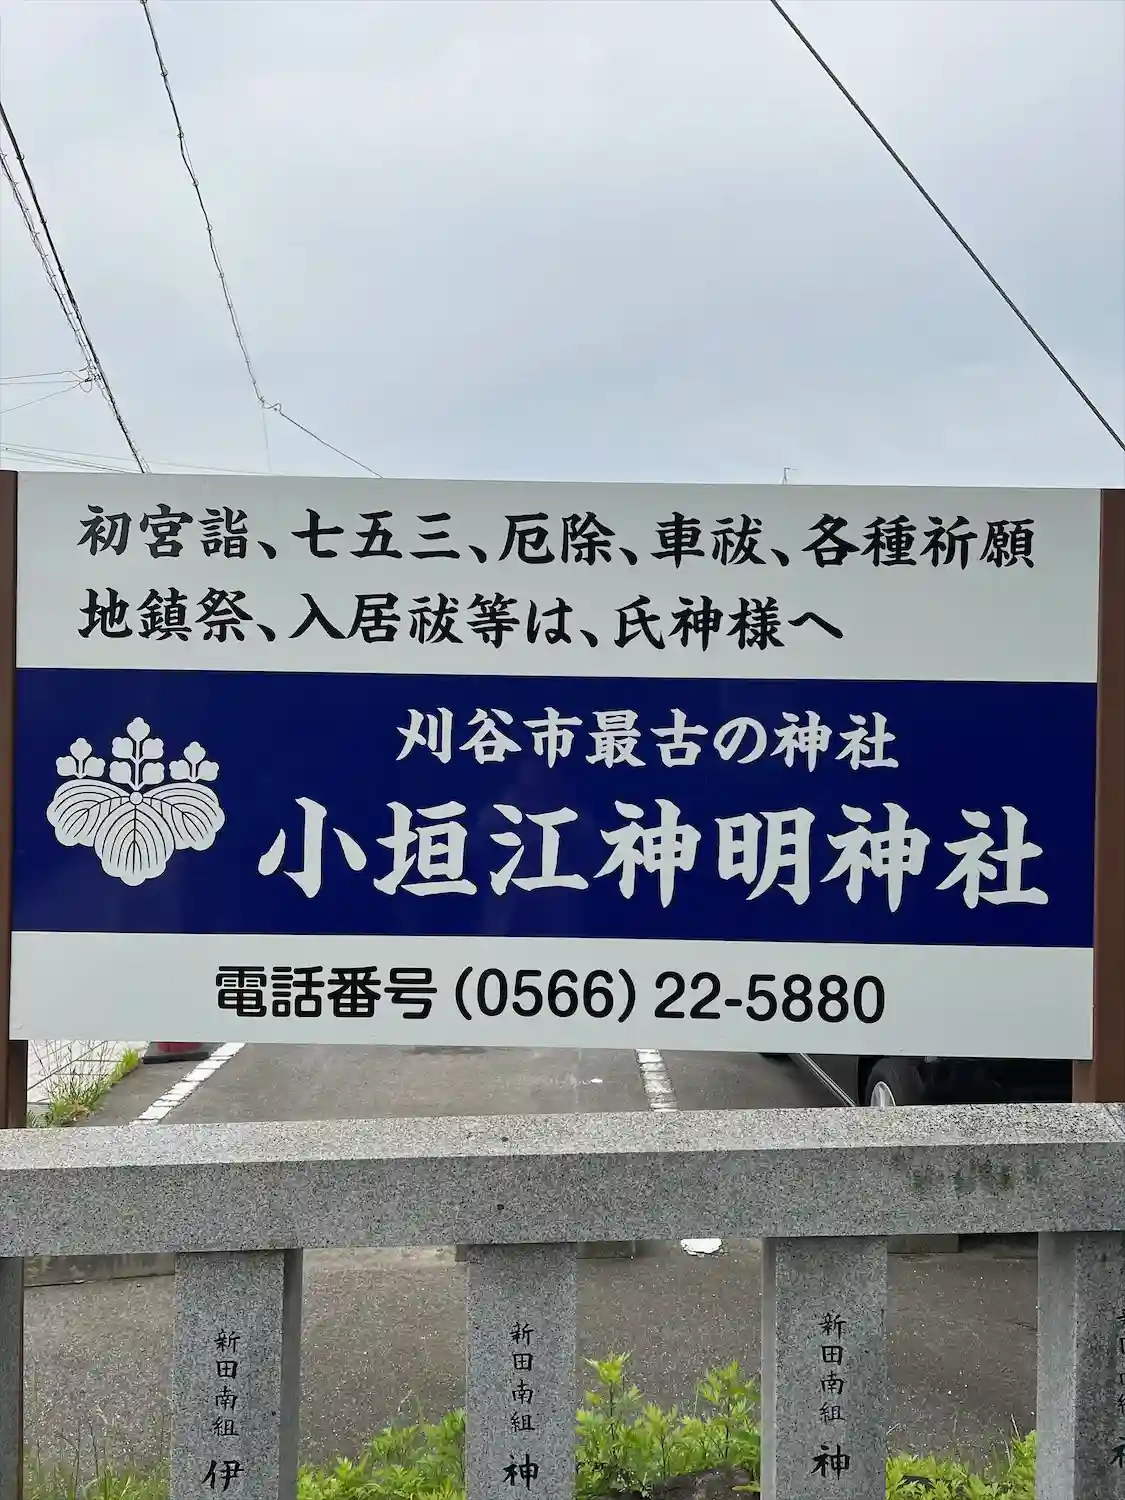 初宮詣、七五三、厄除、車祓、各種祈願
地鎮祭、入居祓等は、氏神様へ
刈谷市最古の神社
小垣江神明神社
電話番号(0566)22-5880
新田南組 伊
新田南組 神
新田南組 神